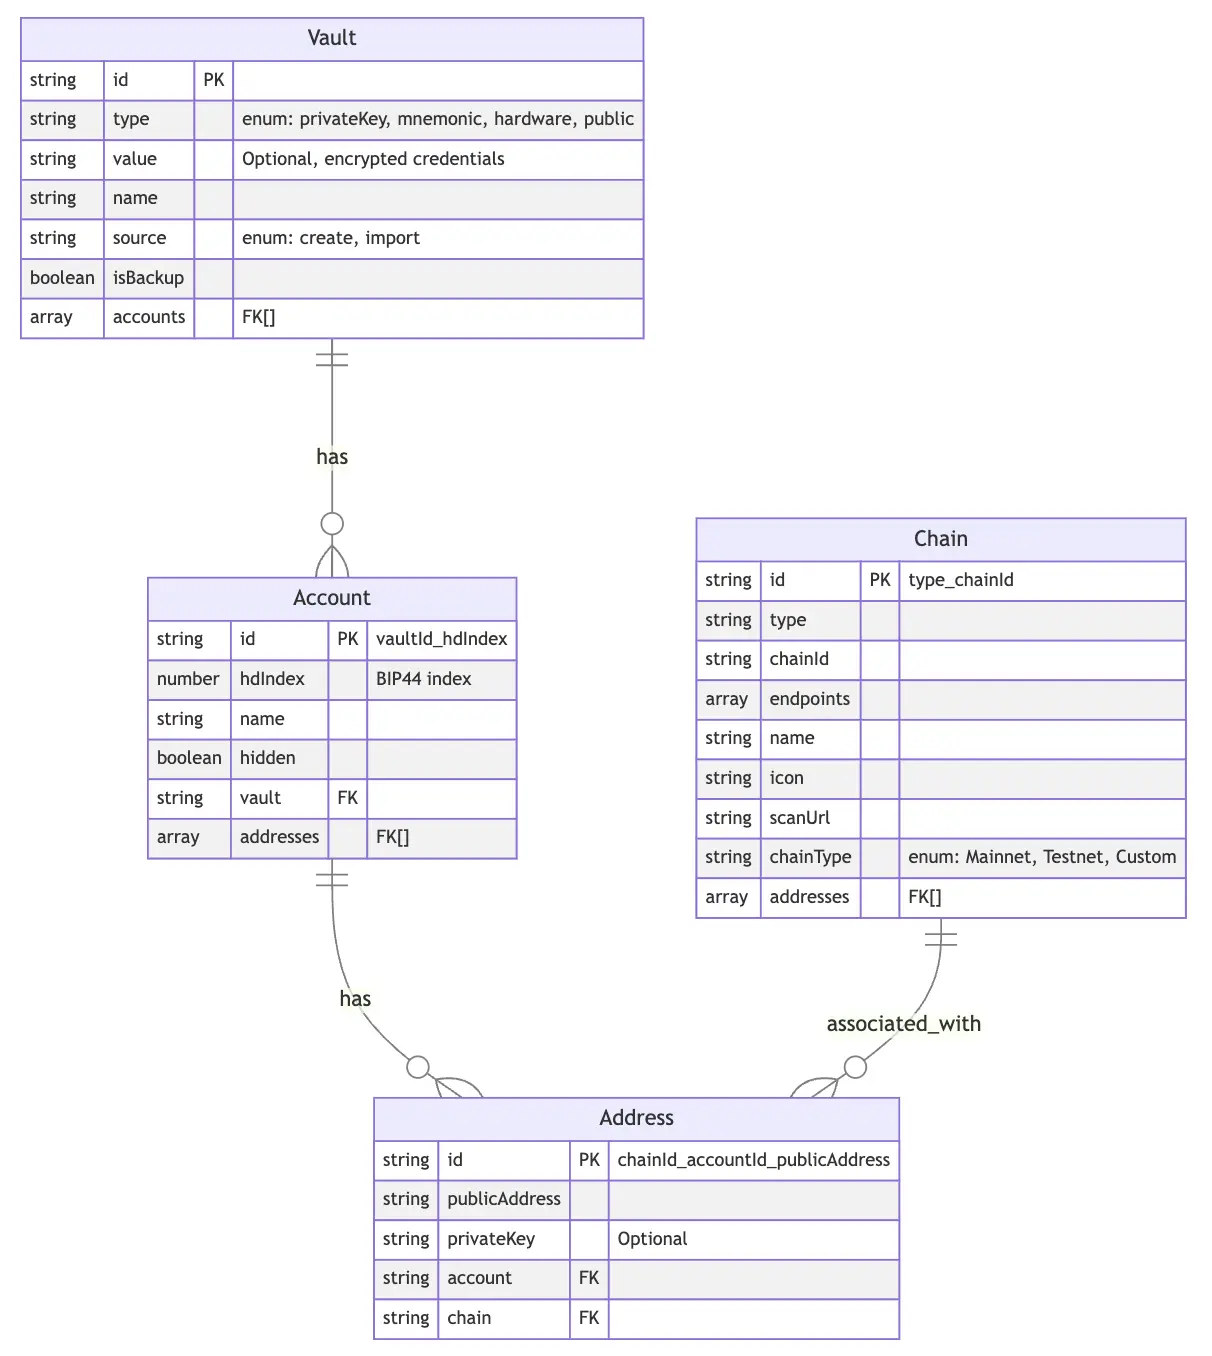 Vault
string id PK
string type enum: privateKey, mnemonic, hardware, public
string value Optional, encrypted credentials
string name
string source enum: create, import
boolean isBackup
array accounts FK[]
has
Account
string id PK vaultId_hdIndex
number hdIndex BIP44 index
string name
boolean hidden
string vault FK
array addresses FK[]
Chain
string id PK type_chainId
string type
string chainId
array endpoints
string name
string icon
string scanUrl
string chainType enum: Mainnet, Testnet, Custom
array addresses FK[]
has
associated_with
Address
string id PK chainId_accountId_publicAddress
string publicAddress
string privateKey Optional
string account FK
string chain FK